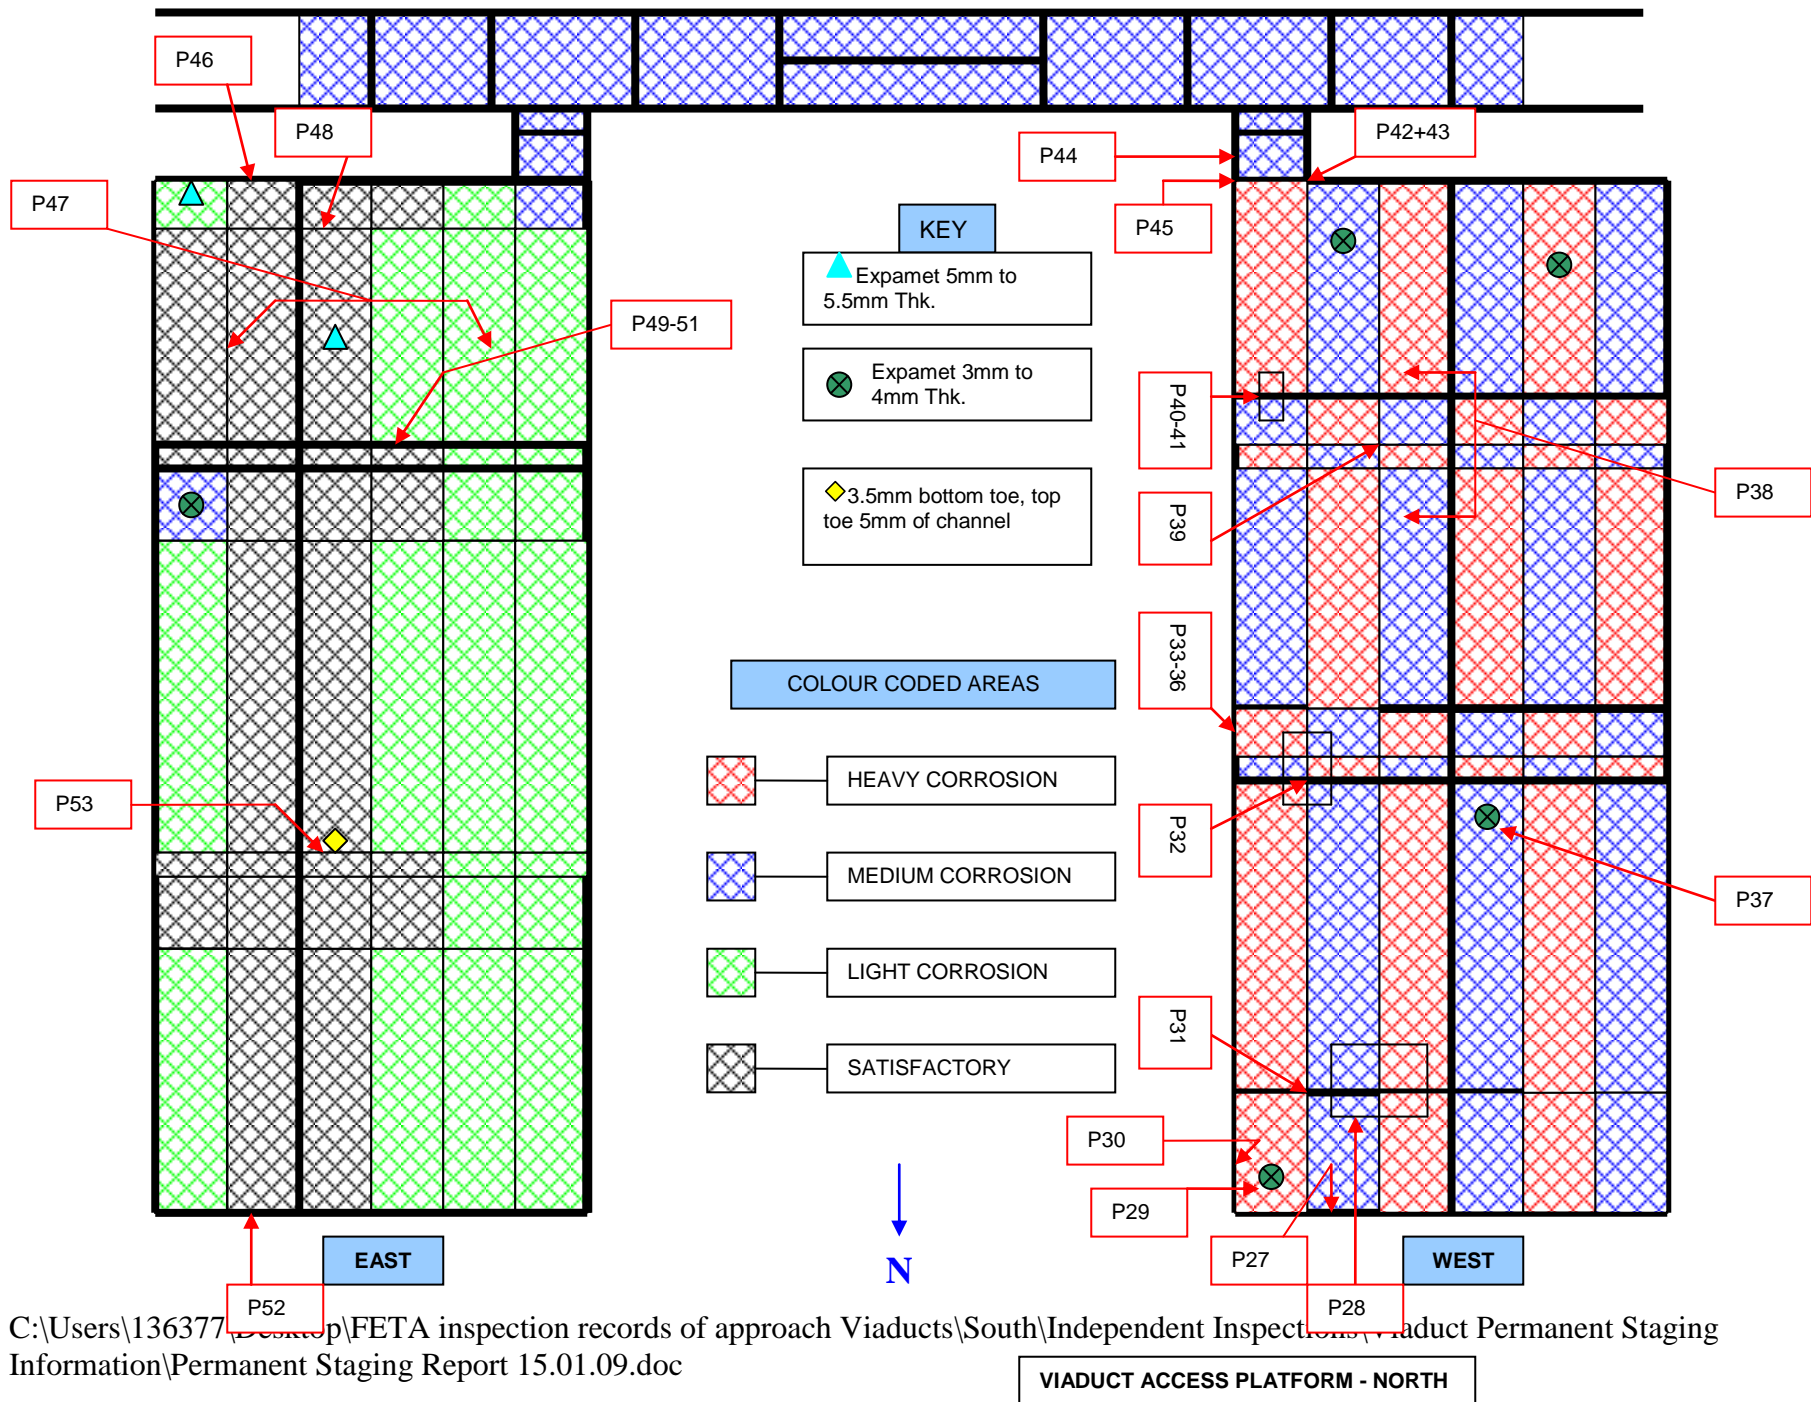 P46
P48
P47
P44
P42+43
P45
KEY
Expamet 5mm to
5.5mm Thk.
P49-51
Expamet 3mm to
4mm Thk.
P40-41
3.5mm bottom toe, top
toe 5mm of channel
P38
P39
P33-36
COLOUR CODED AREAS
HEAVY CORROSION
P53
P32
MEDIUM CORROSION
P37
LIGHT CORROSION
P31
SATISFACTORY
P30
P29
EAST
N
P27
WEST
P52
P28
C:\Users\136377\Desktop\FETA inspection records of approach Viaducts\South\Independent Inspections\Viaduct Permanent Staging
Information\Permanent Staging Report 15.01.09.doc
VIADUCT ACCESS PLATFORM - NORTH